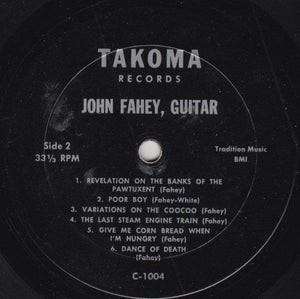 TAKOMA
RECORDS
JOHN FAHEY, GUITAR
Side 2
33⅓ RPM
Tradition Music
BMI
1. REVELATION ON THE BANKS OF THE
PAWTUXENT (Fahey)
2. POOR BOY (Fahey-White)
3. VARIATIONS ON THE COOCOO (Fahey)
4. THE LAST STEAM ENGINE TRAIN (Fahey)
5. GIVE ME CORN BREAD WHEN
I'M HUNGRY (Fahey)
6. DANCE OF DEATH
(Fahey)
C-1004